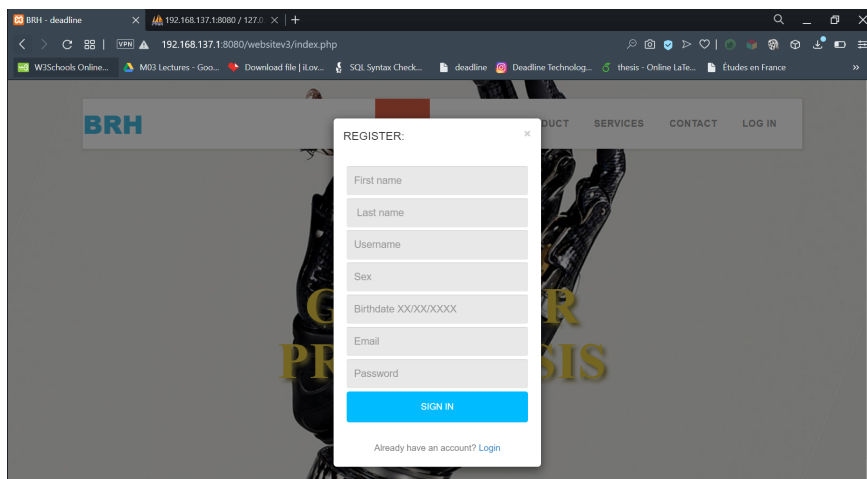 BRH - deadline
192.168.137.1:8080 / 127.0.
VPN 192.168.137.1:8080/websitev3/index.php
W3Schools Online... M03 Lectures - Goo... Download file | iLov... SQL Syntax Check... deadline Deadline Technolog... thesis - Online LaTe... Études en France »
BRH DUCT SERVICES CONTACT LOG IN
REGISTER: ×
First name
Last name
Username
Sex
Birthdate XX/XX/XXXX
Email
Password
SIGN IN
Already have an account? Login
G R
PR SIS